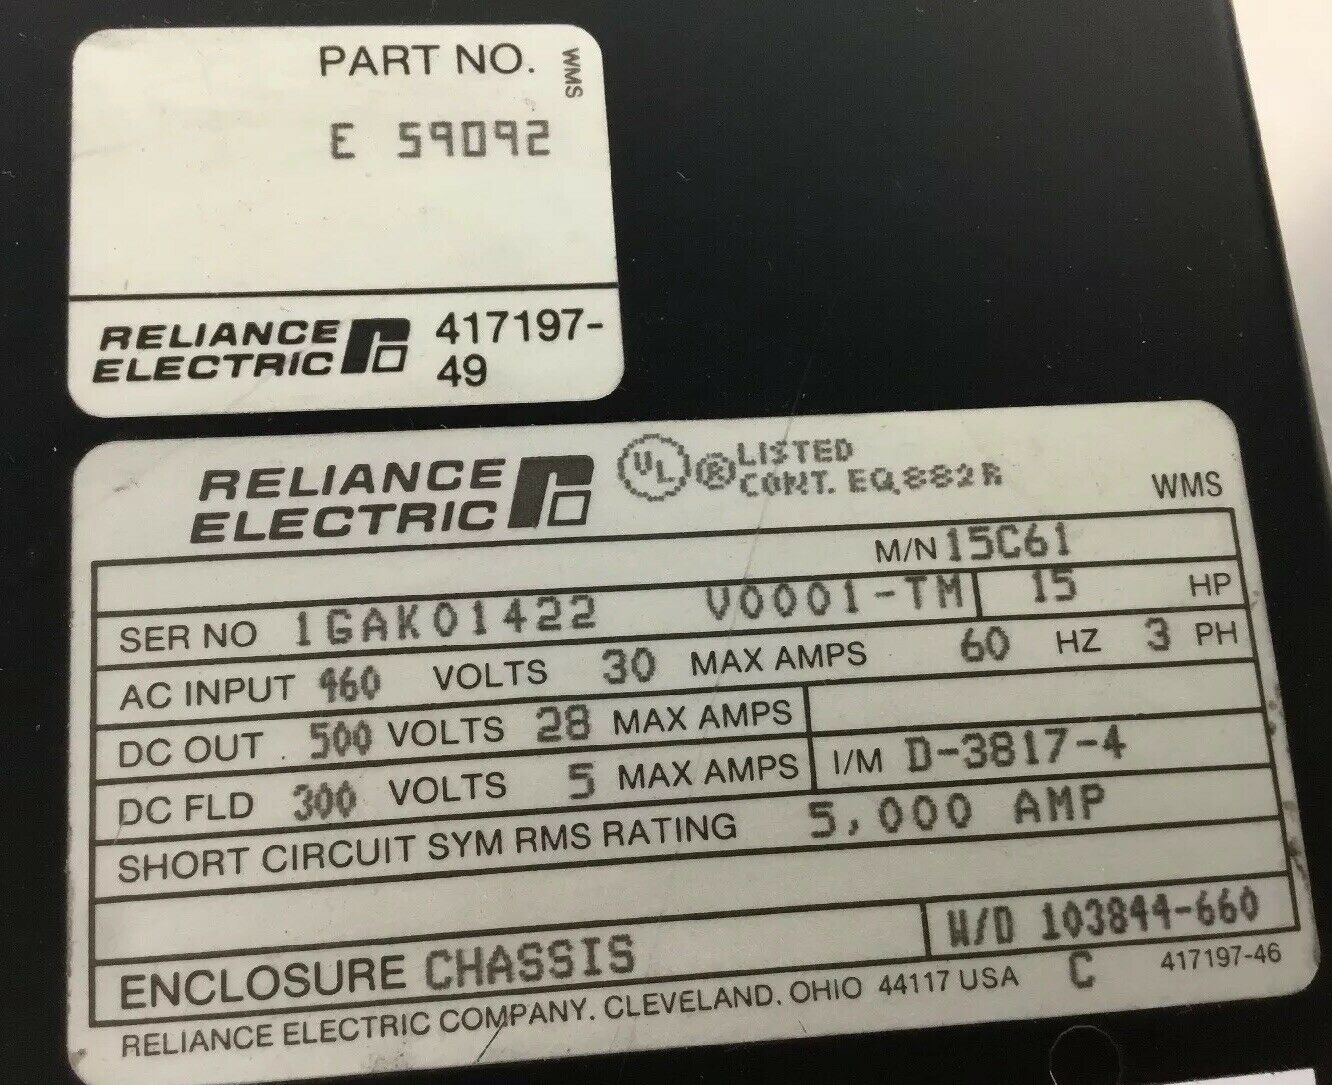 PART NO. WMS
E 59092
RELIANCE
ELECTRIC
417197-
49
RELIANCE
ELECTRIC
UL ® LISTED
CONT. EQ.882R
WMS
M/N 15C61
SER NO 1GAK01422 V0001-TM 15 HP
AC INPUT 460 VOLTS 30 MAX AMPS 60 HZ 3 PH
DC OUT 500 VOLTS 28 MAX AMPS
DC FLD 300 VOLTS 5 MAX AMPS I/M D-3817-4
SHORT CIRCUIT SYM RMS RATING 5,000 AMP
ENCLOSURE CHASSIS W/D 103844-660
RELIANCE ELECTRIC COMPANY. CLEVELAND. OHIO 44117 USA C 417197-46